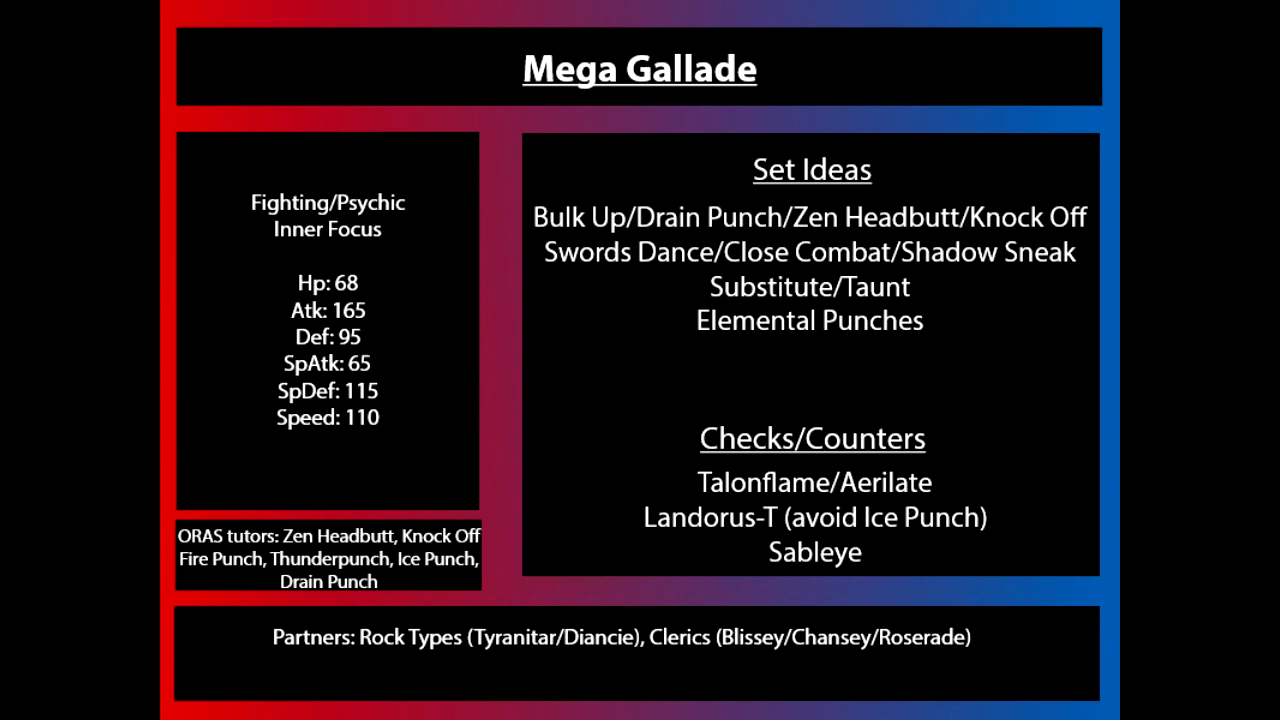 Mega Gallade
Fighting/Psychic
Inner Focus
Hp: 68
Atk: 165
Def: 95
SpAtk: 65
SpDef: 115
Speed: 110
ORAS tutors: Zen Headbutt, Knock Off
Fire Punch, Thunderpunch, Ice Punch,
Drain Punch
Set Ideas
Bulk Up/Drain Punch/Zen Headbutt/Knock Off
Swords Dance/Close Combat/Shadow Sneak
Substitute/Taunt
Elemental Punches
Checks/Counters
Talonflame/Aerilate
Landorus-T (avoid Ice Punch)
Sableye
Partners: Rock Types (Tyranitar/Diancie), Clerics (Blissey/Chansey/Roserade)